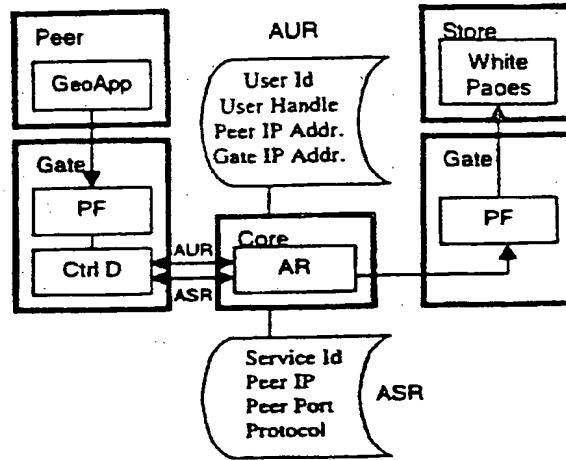 Peer
GeoApp
Gate
PF
Ctrl D
AUR
ASR
AUR
User Id
User Handle
Peer IP Addr.
Gate IP Addr.
Core
AR
Service Id
Peer IP
Peer Port
Protocol
ASR
Store
White
Paoes
Gate
PF